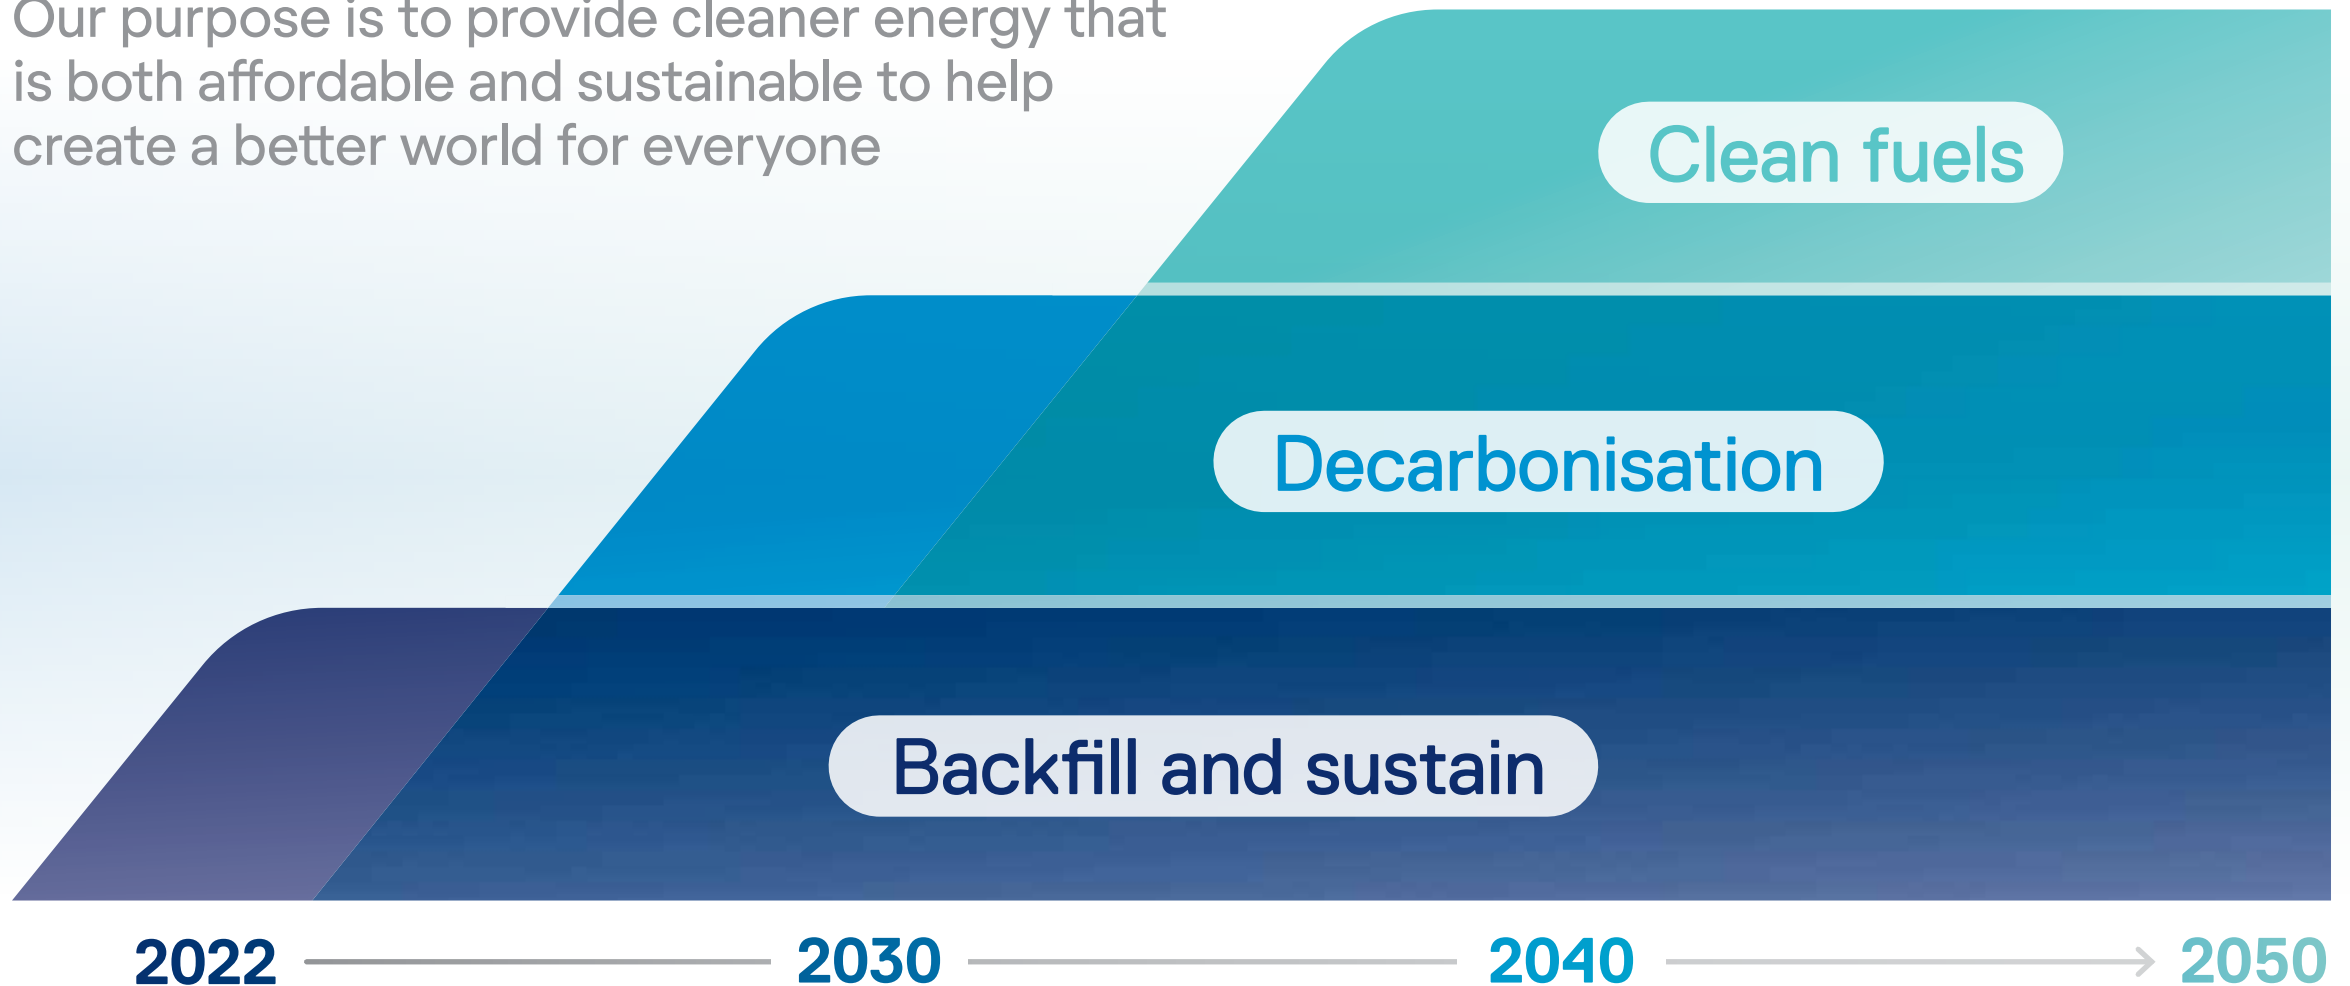 Our purpose is to provide cleaner energy that
is both affordable and sustainable to help
create a better world for everyone
Clean fuels
Decarbonisation
Backfill and sustain
2022
2030
2040
2050